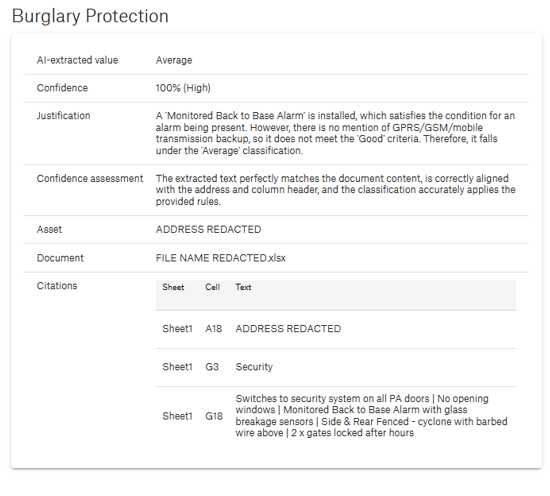 Burglary Protection
AI-extracted value Average
Confidence 100% (High)
Justification A 'Monitored Back to Base Alarm' is installed, which satisfies the condition for an
alarm being present. However, there is no mention of GPRS/GSM/mobile
transmission backup, so it does not meet the 'Good' criteria. Therefore, it falls
under the 'Average' classification.
Confidence assessment The extracted text perfectly matches the document content, is correctly aligned
with the address and column header, and the classification accurately applies the
provided rules.
Asset ADDRESS REDACTED
Document FILE NAME REDACTED.xlsx
Citations Sheet Cell Text
Sheet1 A18 ADDRESS REDACTED
Sheet1 G3 Security
Switches to security system on all PA doors | No opening
windows | Monitored Back to Base Alarm with glass
Sheet1 G18 breakage sensors | Side & Rear Fenced - cyclone with barbed
wire above | 2 x gates locked after hours